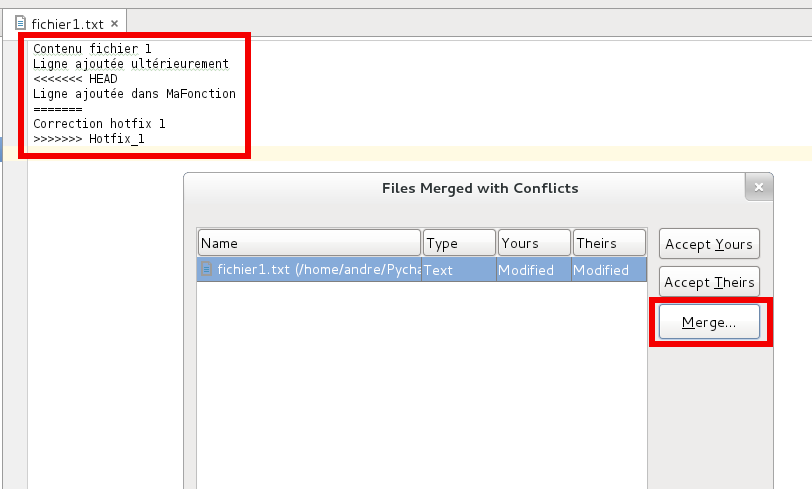 fichier1.txt ×
Contenu fichier 1
Ligne ajoutée ultérieurement
<<<<<<< HEAD
Ligne ajoutée dans MaFonction
=======
Correction hotfix 1
>>>>>>> Hotfix_1
Files Merged with Conflicts
Name Type Yours Theirs
fichier1.txt (/home/andre/Pycha Text Modified Modified
Accept Yours
Accept Theirs
Merge...